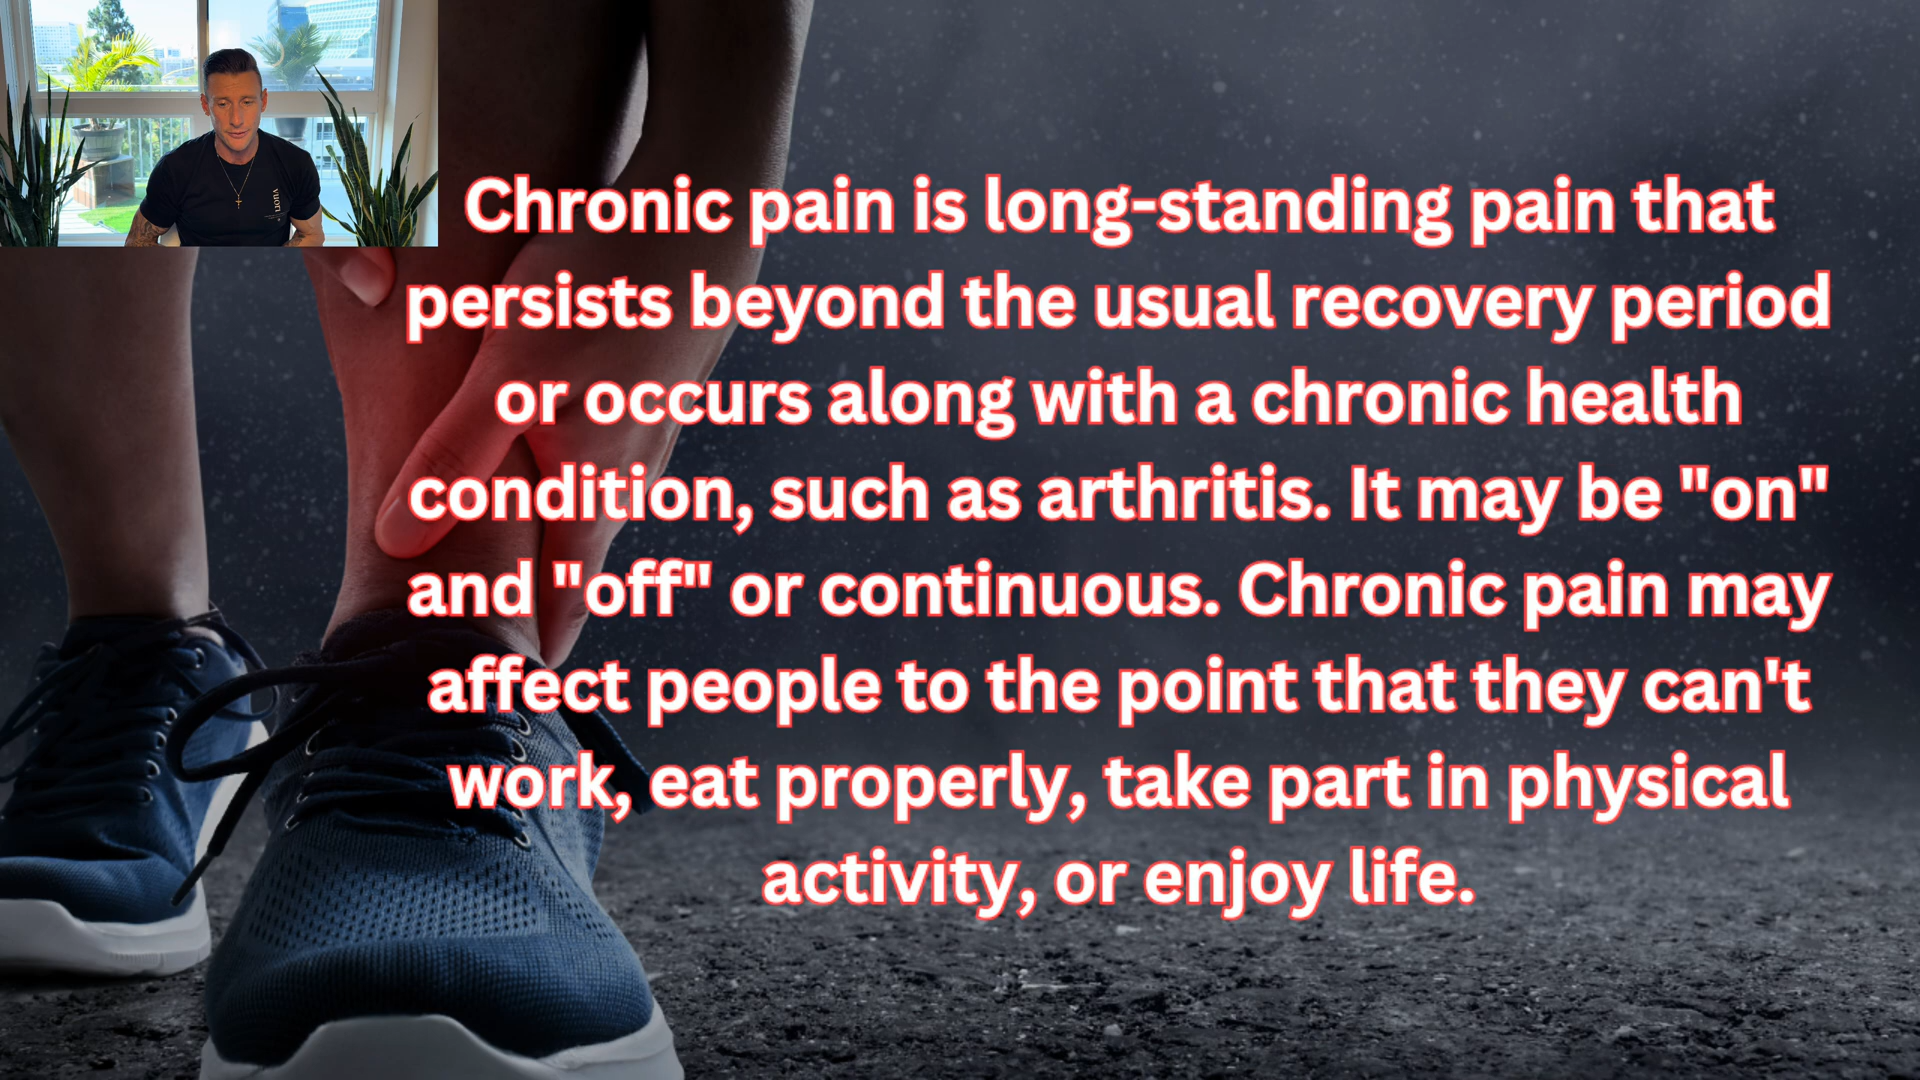 Chronic pain is long-standing pain that
persists beyond the usual recovery period
or occurs along with a chronic health
condition, such as arthritis. It may be "on"
and "off" or continuous. Chronic pain may
affect people to the point that they can't
work, eat properly, take part in physical
activity, or enjoy life.